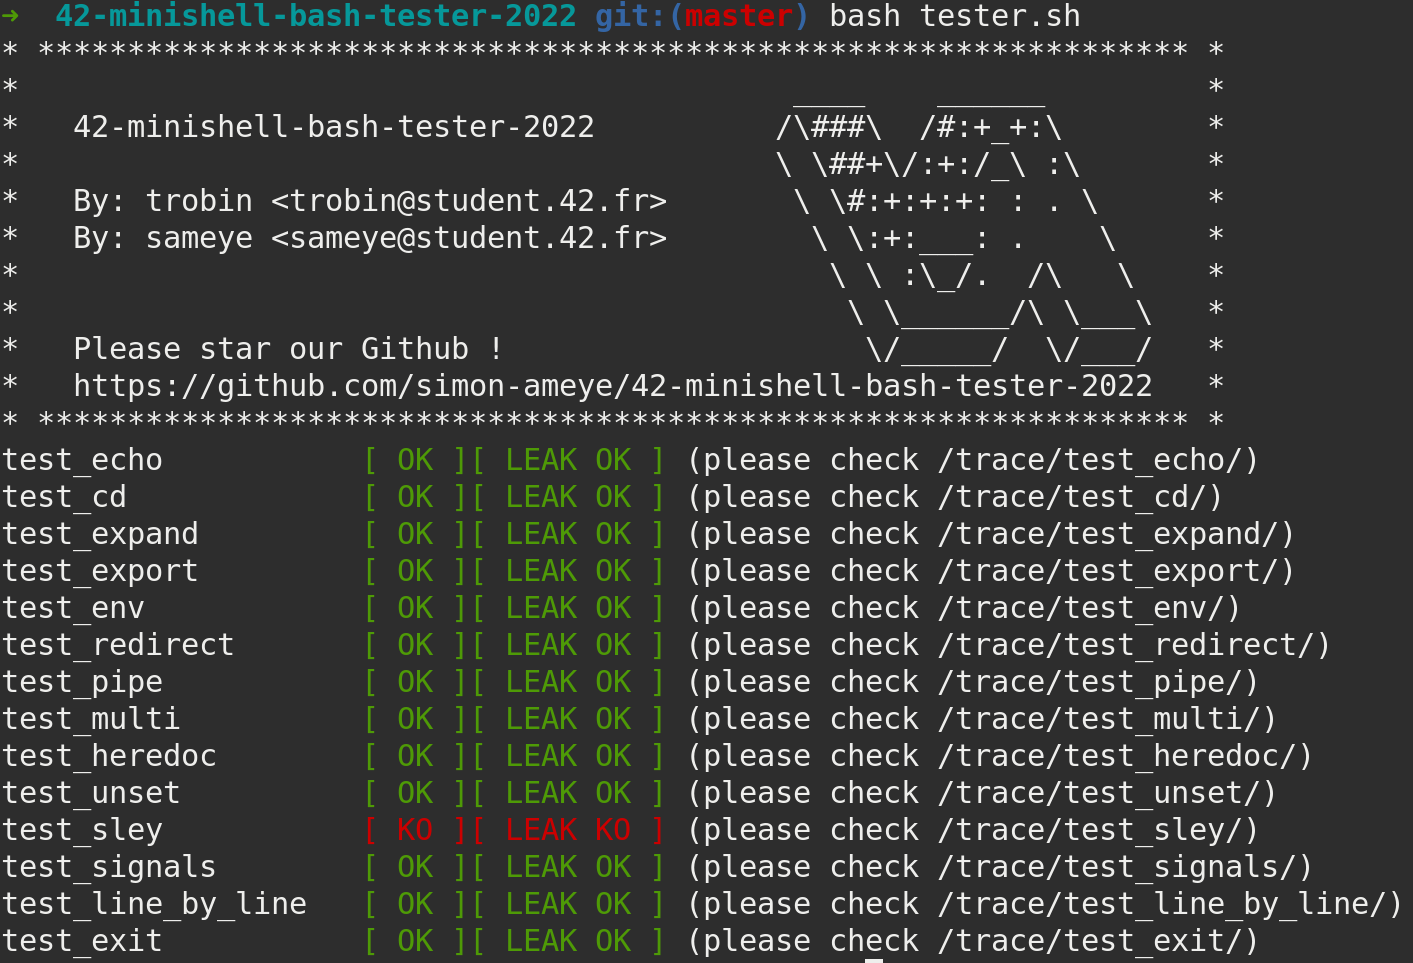 ➜  42-minishell-bash-tester-2022 git:(master) bash tester.sh
* **************************************************************** *
*                                                                  *
*   42-minishell-bash-tester-2022          /\###\  /#:+_+:\        *
*                                          \ \##+\/:+:/_\ :\       *
*   By: trobin <trobin@student.42.fr>       \ \#:+:+:+: : . \      *
*   By: sameye <sameye@student.42.fr>        \ \:+:___: .    \     *
*                                             \ \ :\_/.  /\   \    *
*                                              \ \______/\ \___\   *
*   Please star our Github !                    \/_____/  \/___/   *
*   https://github.com/simon-ameye/42-minishell-bash-tester-2022   *
* **************************************************************** *
test_echo           [ OK ][ LEAK OK ] (please check /trace/test_echo/)
test_cd             [ OK ][ LEAK OK ] (please check /trace/test_cd/)
test_expand         [ OK ][ LEAK OK ] (please check /trace/test_expand/)
test_export         [ OK ][ LEAK OK ] (please check /trace/test_export/)
test_env            [ OK ][ LEAK OK ] (please check /trace/test_env/)
test_redirect       [ OK ][ LEAK OK ] (please check /trace/test_redirect/)
test_pipe           [ OK ][ LEAK OK ] (please check /trace/test_pipe/)
test_multi          [ OK ][ LEAK OK ] (please check /trace/test_multi/)
test_heredoc        [ OK ][ LEAK OK ] (please check /trace/test_heredoc/)
test_unset          [ OK ][ LEAK OK ] (please check /trace/test_unset/)
test_sley           [ KO ][ LEAK KO ] (please check /trace/test_sley/)
test_signals        [ OK ][ LEAK OK ] (please check /trace/test_signals/)
test_line_by_line   [ OK ][ LEAK OK ] (please check /trace/test_line_by_line/)
test_exit           [ OK ][ LEAK OK ] (please check /trace/test_exit/)